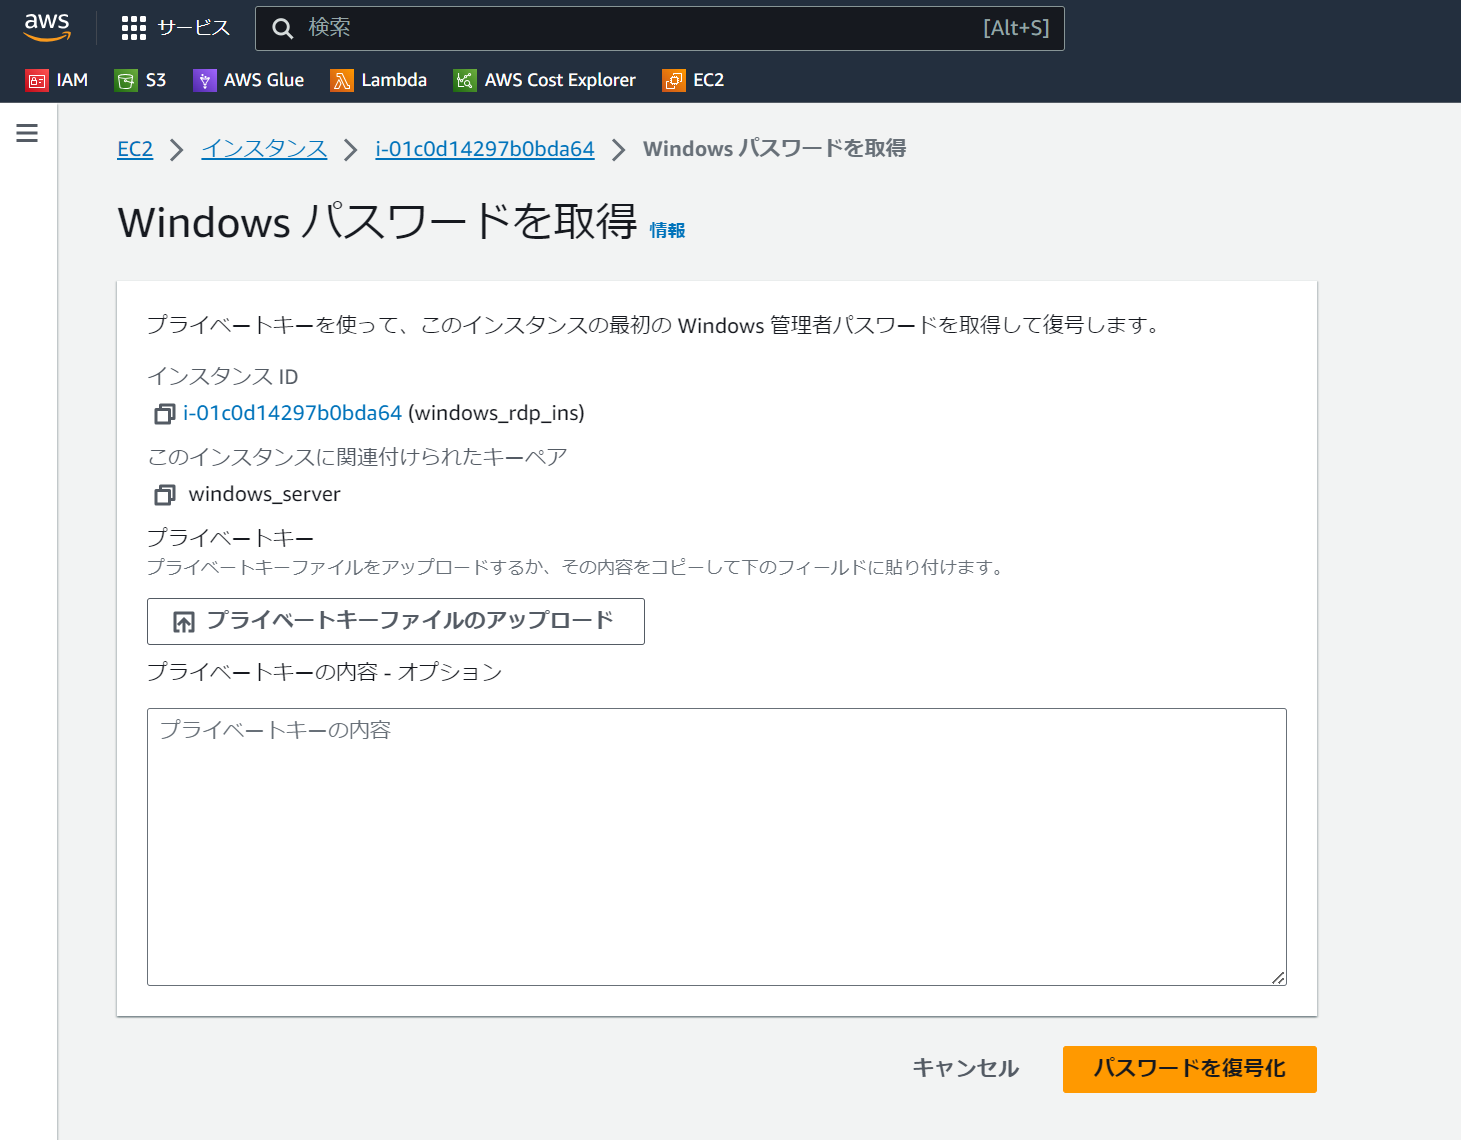 aws サービス 検索 [Alt+S]
IAM S3 AWS Glue Lambda AWS Cost Explorer EC2
EC2 インスタンス i-01c0d14297b0bda64 Windows パスワードを取得
Windows パスワードを取得 情報
プライベートキーを使って、このインスタンスの最初の Windows 管理者パスワードを取得して復号します。
インスタンス ID
i-01c0d14297b0bda64 (windows_rdp_ins)
このインスタンスに関連付けられたキーペア
windows_server
プライベートキー
プライベートキーファイルをアップロードするか、その内容をコピーして下のフィールドに貼り付けます。
プライベートキーファイルのアップロード
プライベートキーの内容 - オプション
プライベートキーの内容
キャンセル パスワードを復号化